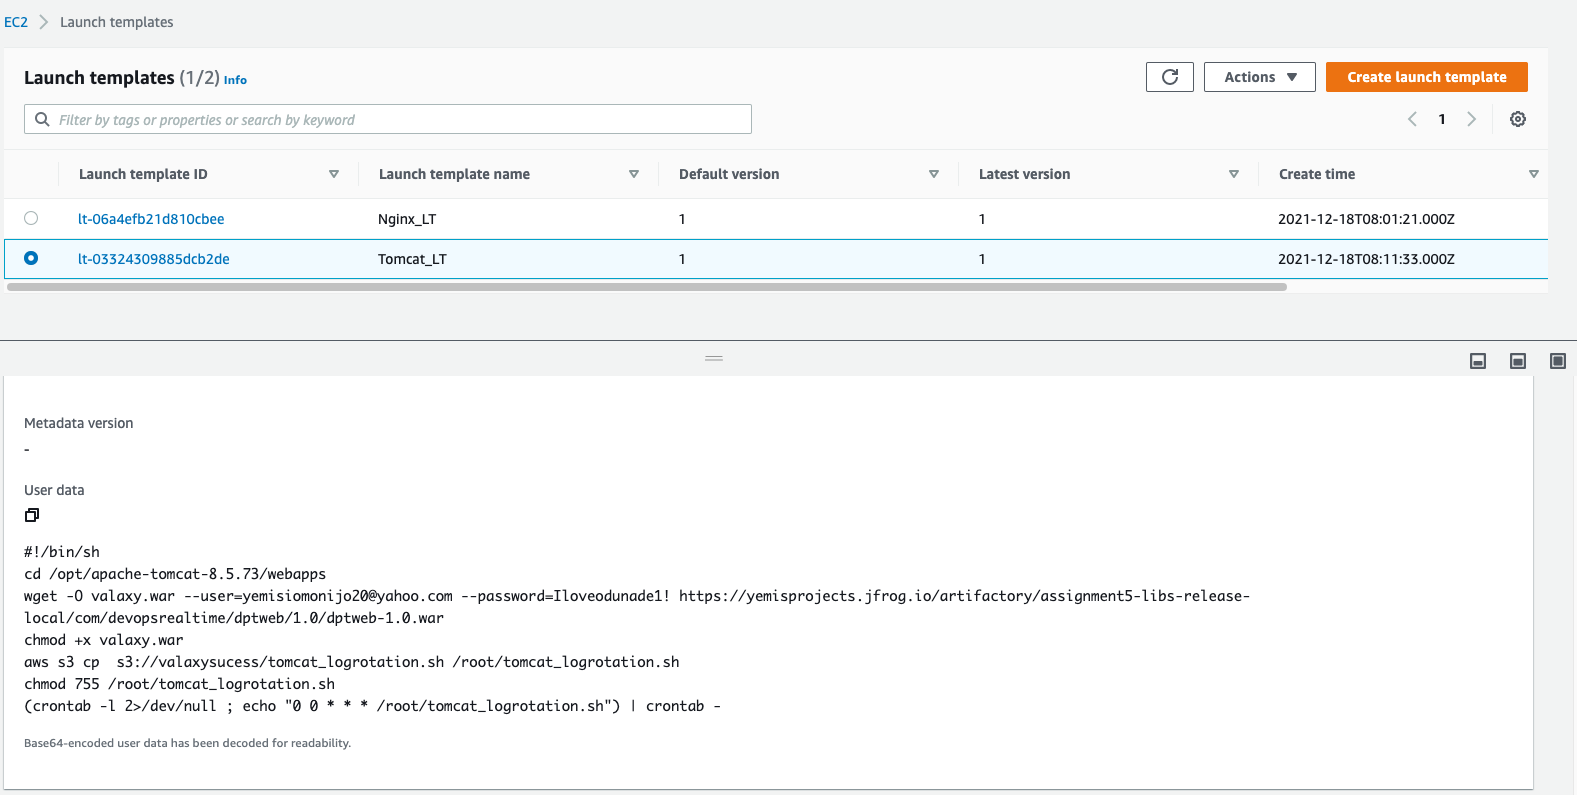 EC2 > Launch templates
Launch templates (1/2) Info
Actions
Create launch template
Filter by tags or properties or search by keyword
1
Launch template ID Launch template name Default version Latest version Create time
lt-06a4efb21d810cbee Nginx_LT 1 1 2021-12-18T08:01:21.000Z
lt-03324309885dcb2de Tomcat_LT 1 1 2021-12-18T08:11:33.000Z
Metadata version
-
User data
#!/bin/sh
cd /opt/apache-tomcat-8.5.73/webapps
wget -O valaxy.war --user=yemisiomonijo20@yahoo.com --password=Iloveodunade1! https://yemisprojects.jfrog.io/artifactory/assignment5-libs-release-
local/com/devopsrealtime/dptweb/1.0/dptweb-1.0.war
chmod +x valaxy.war
aws s3 cp  s3://valaxysucess/tomcat_logrotation.sh /root/tomcat_logrotation.sh
chmod 755 /root/tomcat_logrotation.sh
(crontab -l 2>/dev/null ; echo "0 0 * * * /root/tomcat_logrotation.sh") | crontab -
Base64-encoded user data has been decoded for readability.